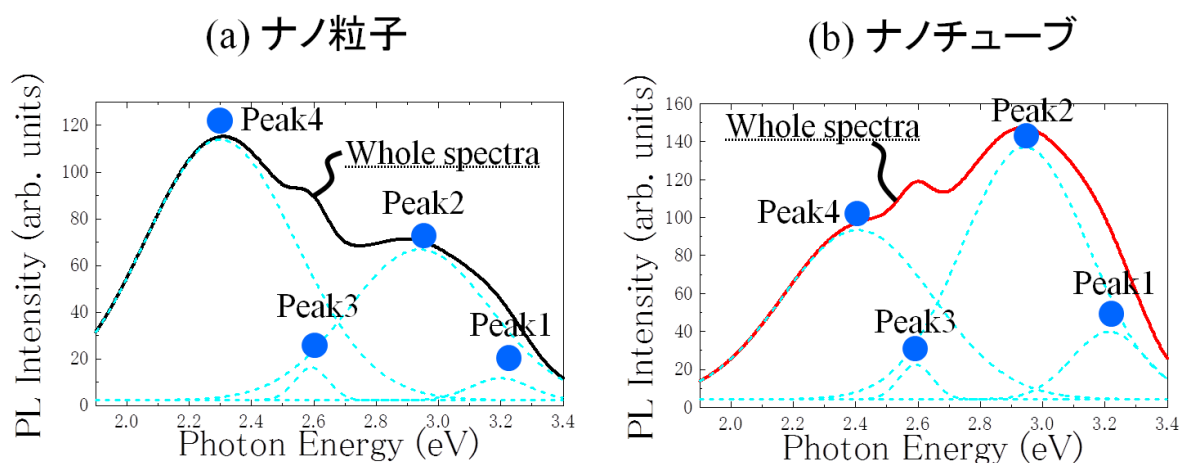 (a) ナノ粒子
PL Intensity (arb. units)
120
100
80
60
40
20
0
2.0 2.2 2.4 2.6 2.8 3.0 3.2 3.4
Photon Energy (eV)
Peak4
Whole spectra
Peak2
Peak3
Peak1
(b) ナノチューブ
PL Intensity (arb. units)
160
140
120
100
80
60
40
20
0
2.0 2.2 2.4 2.6 2.8 3.0 3.2 3.4
Photon Energy (eV)
Peak2
Whole spectra
Peak4
Peak1
Peak3